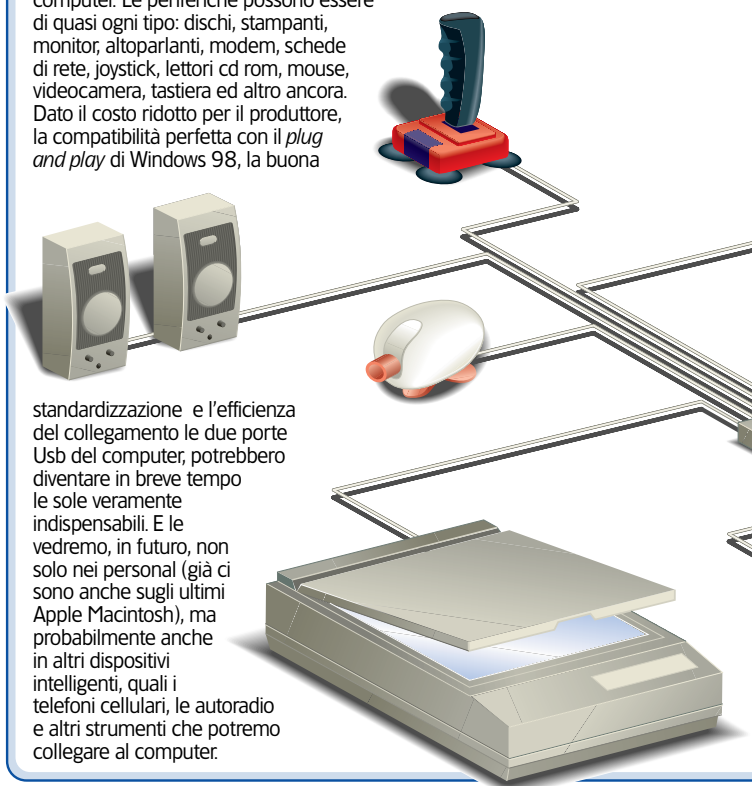 computer. Le periferiche possono essere
di quasi ogni tipo: dischi, stampanti,
monitor, altoparlanti, modem, schede
di rete, joystick, lettori cd rom, mouse,
videocamera, tastiera ed altro ancora.
Dato il costo ridotto per il produttore,
la compatibilità perfetta con il plug
and play di Windows 98, la buona
standardizzazione e l'efficienza
del collegamento le due porte
Usb del computer, potrebbero
diventare in breve tempo
le sole veramente
indispensabili. E le
vedremo, in futuro, non
solo nei personal (già ci
sono anche sugli ultimi
Apple Macintosh), ma
probabilmente anche
in altri dispositivi
intelligenti, quali i
telefoni cellulari, le autoradio
e altri strumenti che potremo
collegare al computer.